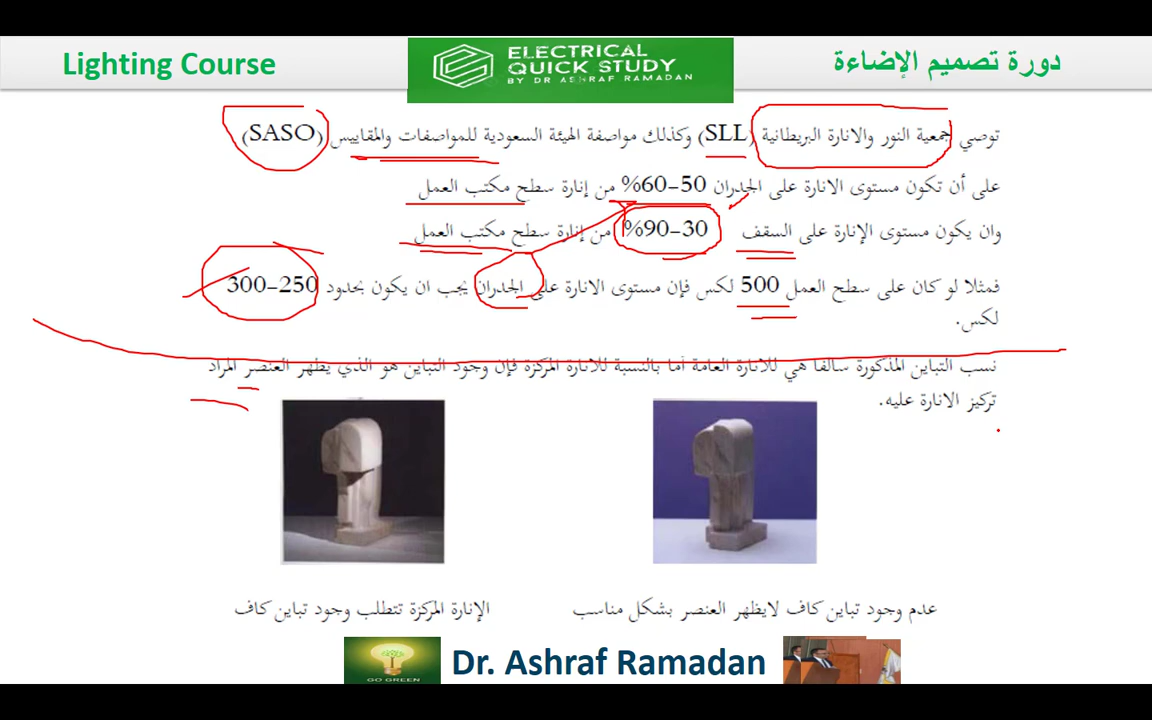 Lighting Course
ELECTRICAL
QUICK STUDY
BY DR ASHRAF RAMADAN
دورة تصميم الإضاءة
توصي جمعية النور والانارة البريطانية (SLL) وكذلك مواصفة الهيئة السعودية للمواصفات والمقاييس (SASO)
على أن تكون مستوى الانارة على الجدران 50-60% من إنارة سطح مكتب العمل
وان يكون مستوى الإنارة على السقف 30-90% من إنارة سطح مكتب العمل
فمثلا لو كان على سطح العمل 500 لكس فإن مستوى الانارة على الجدران يجب ان يكون بحدود 250-300
لكس.
نسب التباين المذكورة سالفا هي للانارة العامة أما بالنسبة للانارة المركزة فإن وجود التباين هو الذي يظهر العنصر المراد
تركيز الانارة عليه.
عدم وجود تباين كاف لايظهر العنصر بشكل مناسب
الإنارة المركزة تتطلب وجود تباين كاف
GO GREEN
Dr. Ashraf Ramadan